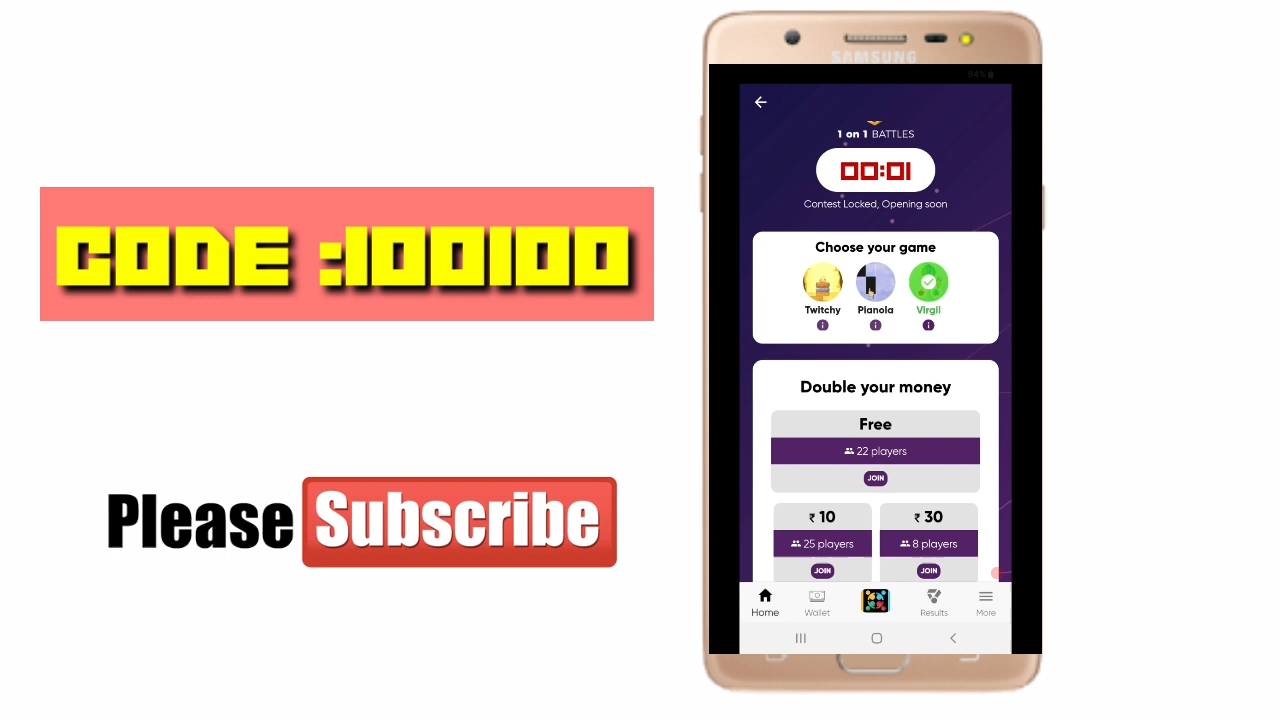 CODE :100100
Please Subscribe
SAMSUNG
84%
1 on 1 BATTLES
00:01
Contest Locked, Opening soon
Choose your game
Twitchy Pianola Virgil
Double your money
Free
22 players
JOIN
₹ 10 ₹ 30
25 players 8 players
JOIN JOIN
Home Wallet Results More